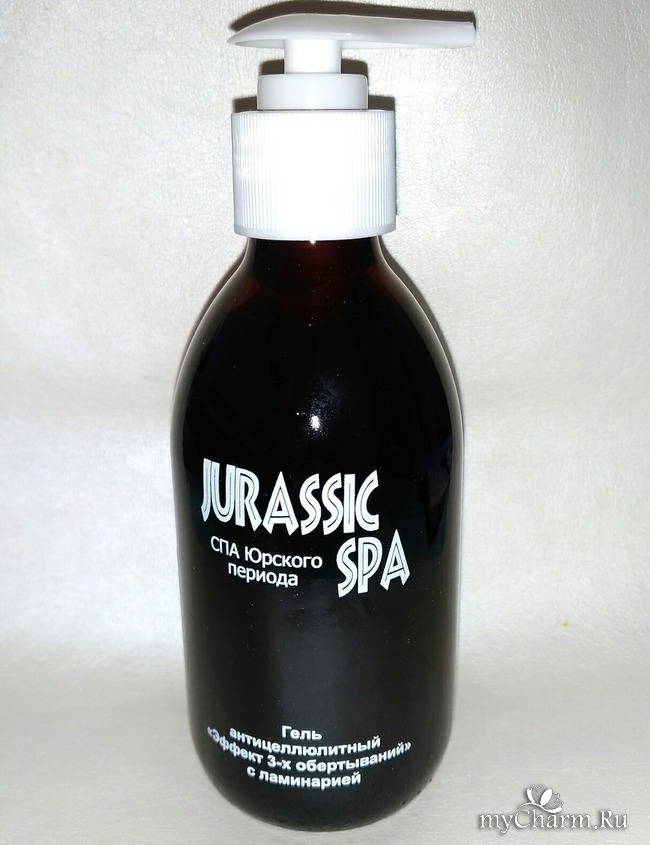 JURASSIC
SPA
СПА Юрского
периода
Гель
антицеллюлитный
«Эффект 3-х обертываний»
с ламинарией
myCharm.Ru